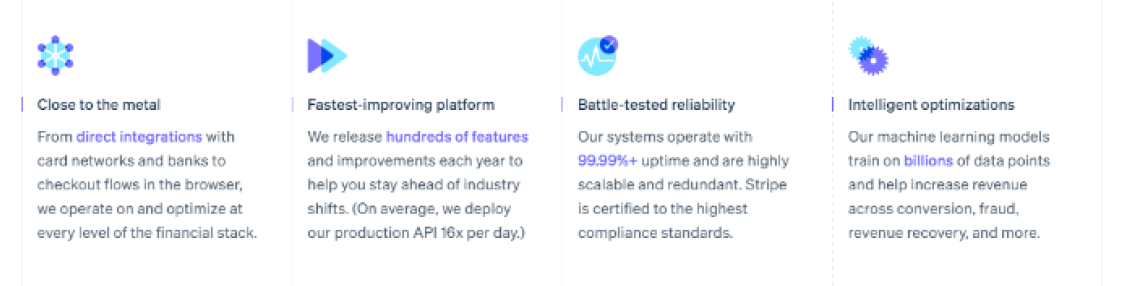 Close to the metal
From direct integrations with
card networks and banks to
checkout flows in the browser,
we operate on and optimize at
every level of the financial stack.
Fastest-improving platform
We release hundreds of features
and improvements each year to
help you stay ahead of industry
shifts. (On average, we deploy
our production API 16x per day.)
Battle-tested reliability
Our systems operate with
99.99%+ uptime and are highly
scalable and redundant. Stripe
is certified to the highest
compliance standards.
Intelligent optimizations
Our machine learning models
train on billions of data points
and help increase revenue
across conversion, fraud,
revenue recovery, and more.